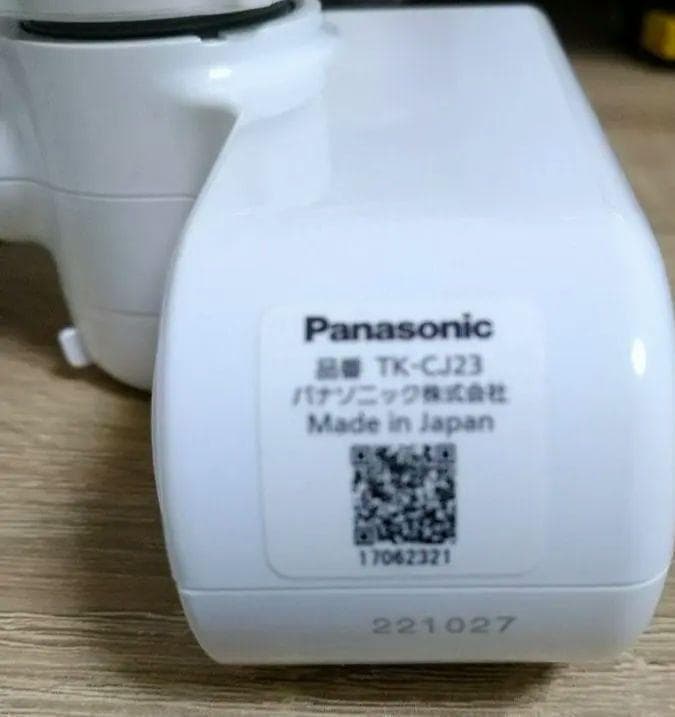 Panasonic
品番 TK-CJ23
パナソニック株式会社
Made in Japan
17062321
221027